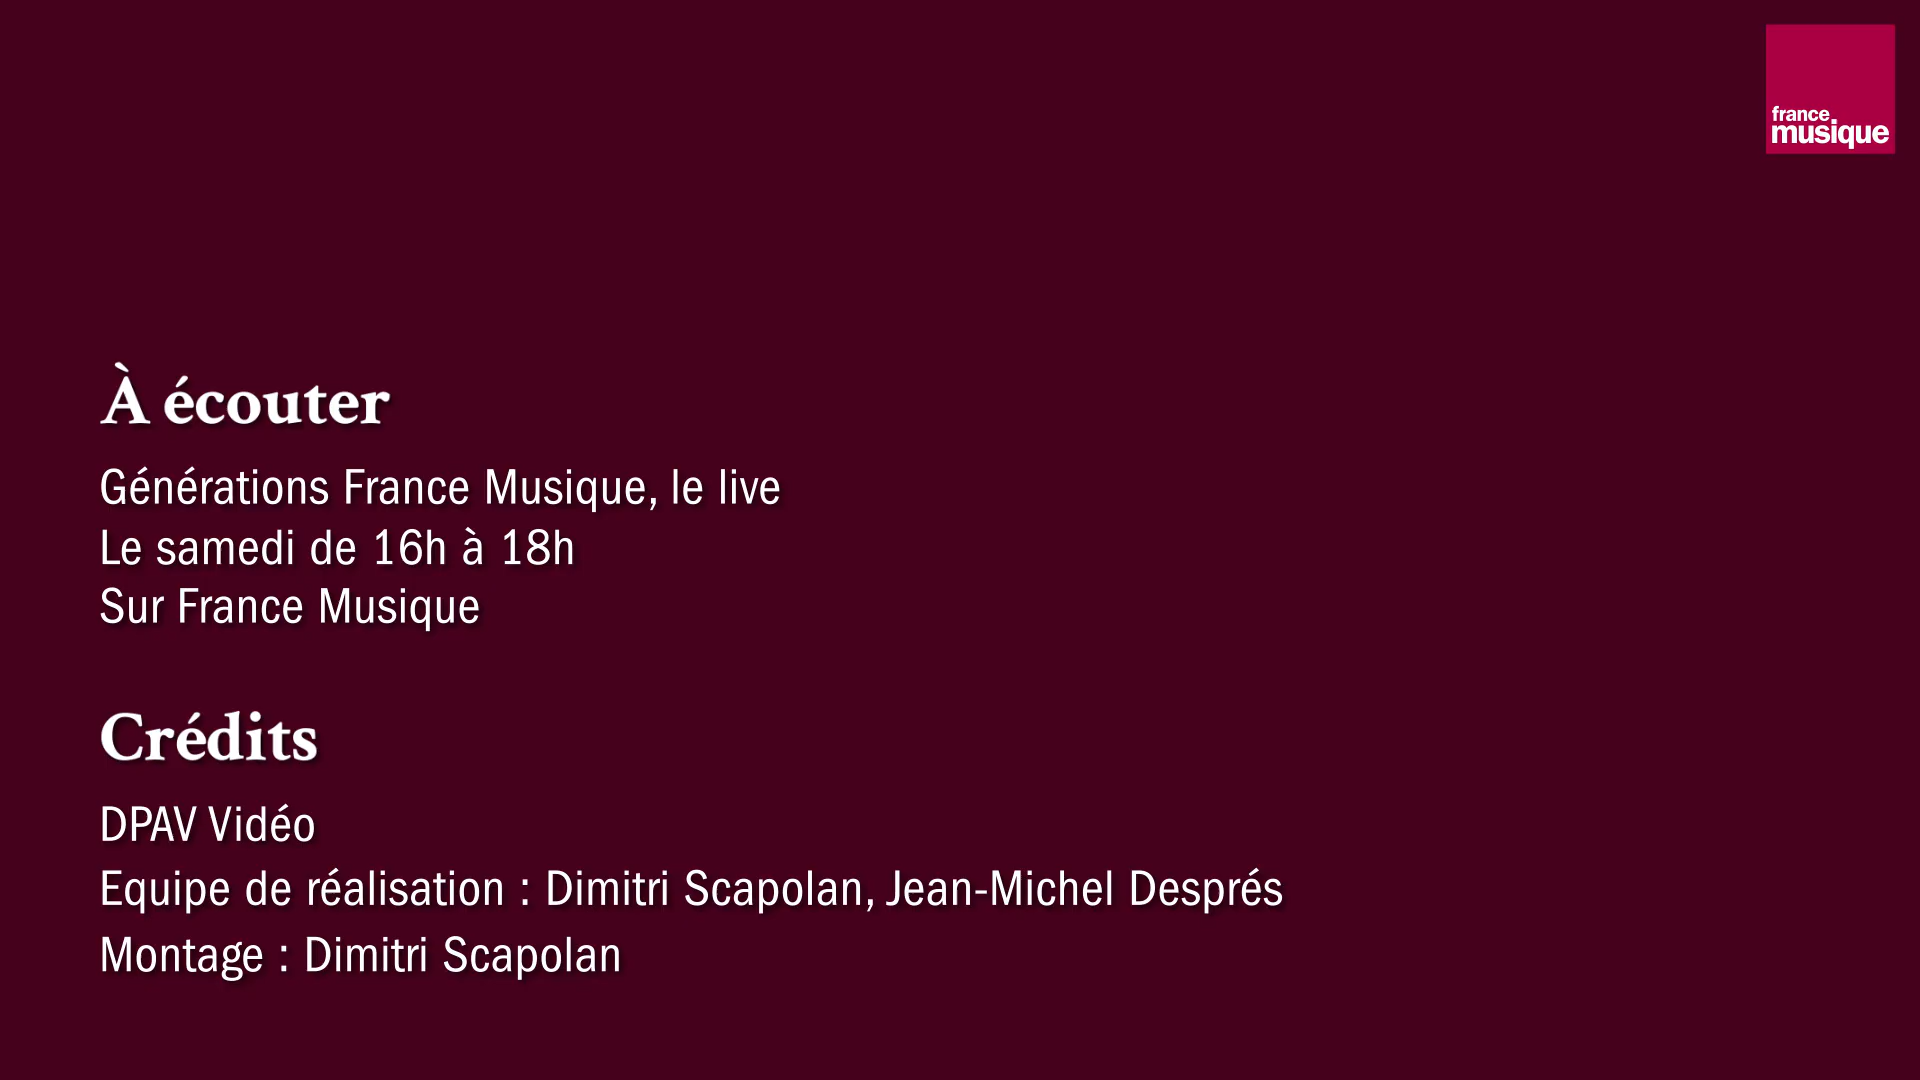 france
musique
À écouter
Générations France Musique, le live
Le samedi de 16h à 18h
Sur France Musique
Crédits
DPAV Vidéo
Equipe de réalisation : Dimitri Scapolan, Jean-Michel Després
Montage : Dimitri Scapolan